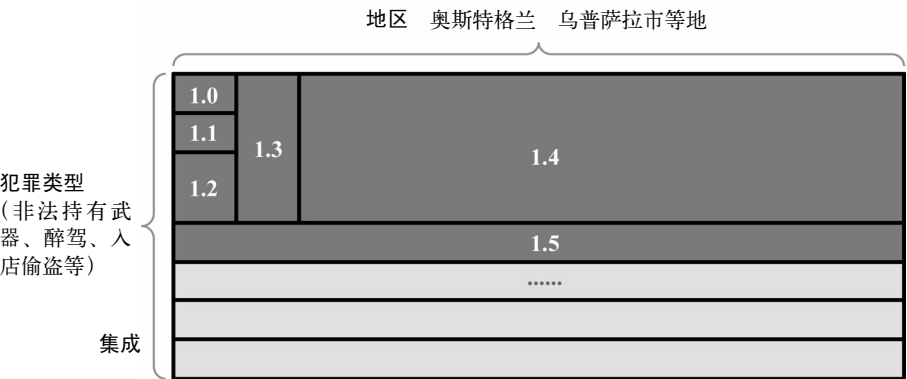 地区 奥斯特格兰 乌普萨拉市等地
1.0
1.1
1.2
1.3
1.4
1.5
……
犯罪类型
(非法持有武
器、醉驾、入
店偷盗等)
集成